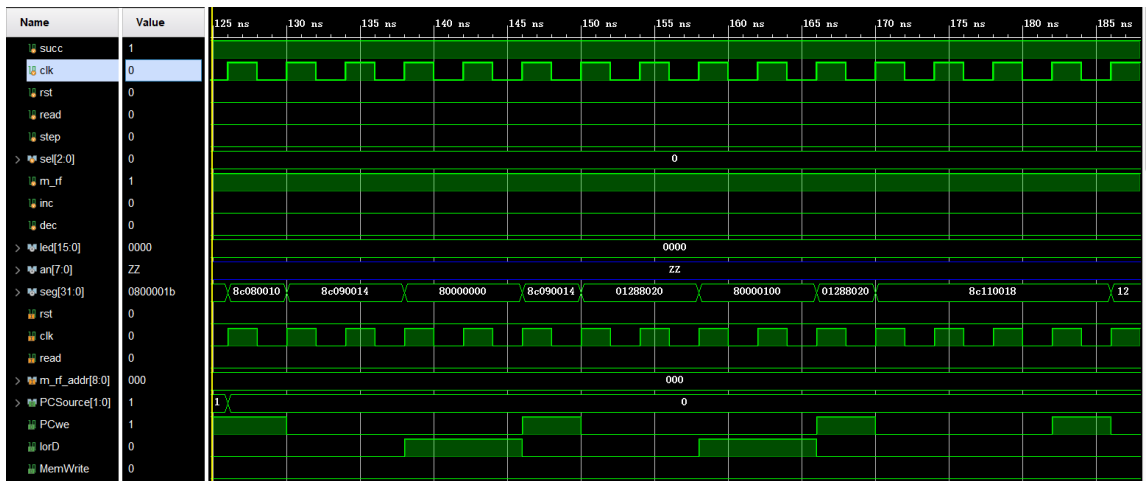 Name Value 125 ns 130 ns 135 ns 140 ns 145 ns 150 ns 155 ns 160 ns 165 ns 170 ns 175 ns 180 ns 185 ns
succ 1
clk 0
rst 0
read 0
step 0
sel[2:0] 0 0
m_rf 1
inc 0
dec 0
led[15:0] 0000 0000
an[7:0] ZZ ZZ
seg[31:0] 0800001b 8c080010 8c090014 80000000 8c090014 01288020 80000100 01288020 8c110018 12
rst 0
clk 0
read 0
m_rf_addr[8:0] 000 000
PCSource[1:0] 1 1 0
PCwe 1
IorD 0
MemWrite 0